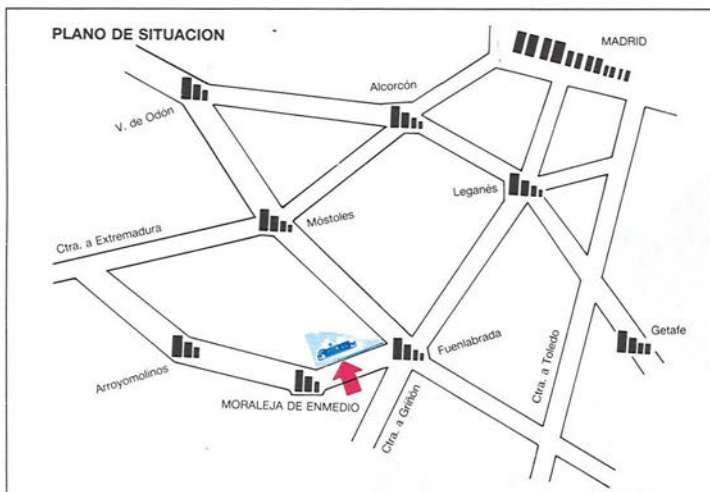 PLANO DE SITUACION
MADRID
Alcorcón
V. de Odón
Leganés
Móstoles
Ctra. a Extremadura
Getafe
Fuenlabrada
Ctra. a Toledo
Arroyomolinos
MORALEJA DE ENMEDIO
Ctra. a Griñón